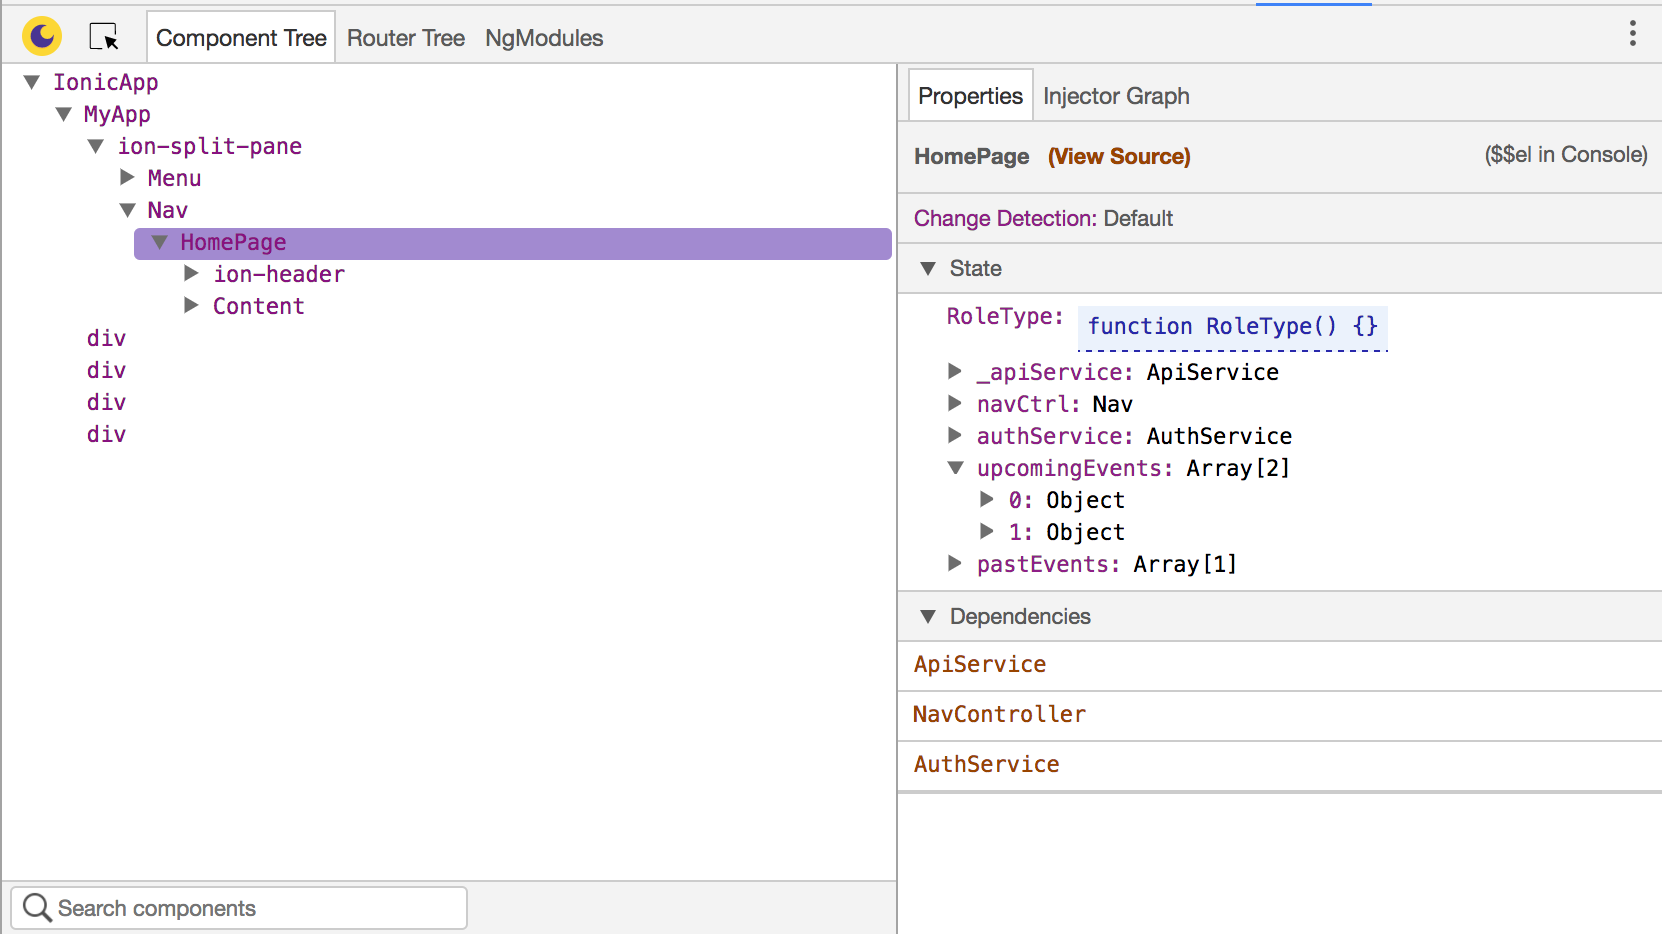 Component Tree Router Tree NgModules
IonicApp
MyApp
ion-split-pane
Menu
Nav
HomePage
ion-header
Content
div
div
div
div
Search components
Properties Injector Graph
HomePage (View Source) ($$el in Console)
Change Detection: Default
State
RoleType: function RoleType() {}
_apiService: ApiService
navCtrl: Nav
authService: AuthService
upcomingEvents: Array[2]
0: Object
1: Object
pastEvents: Array[1]
Dependencies
ApiService
NavController
AuthService